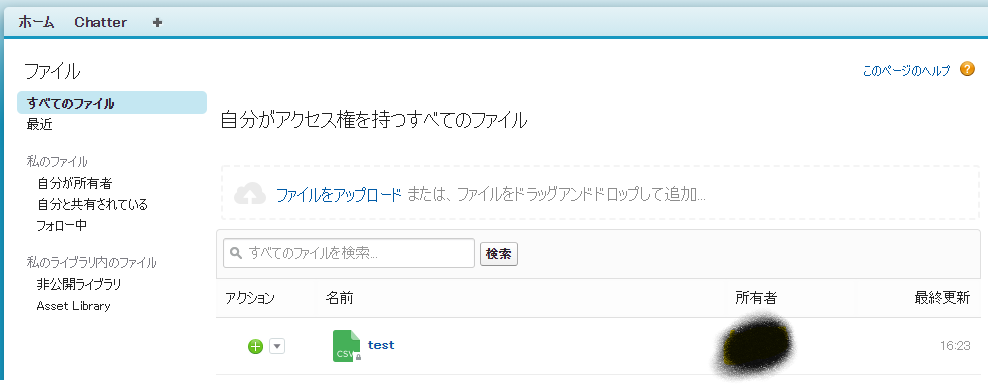 ホーム Chatter +
ファイル
このページのヘルプ ?
すべてのファイル
最近
自分がアクセス権を持つすべてのファイル
私のファイル
自分が所有者
自分と共有されている
フォロー中
私のライブラリ内のファイル
非公開ライブラリ
Asset Library
ファイルをアップロード または、ファイルをドラッグアンドドロップして追加...
すべてのファイルを検索... 検索
アクション 名前 所有者 最終更新
CSV test 16:23